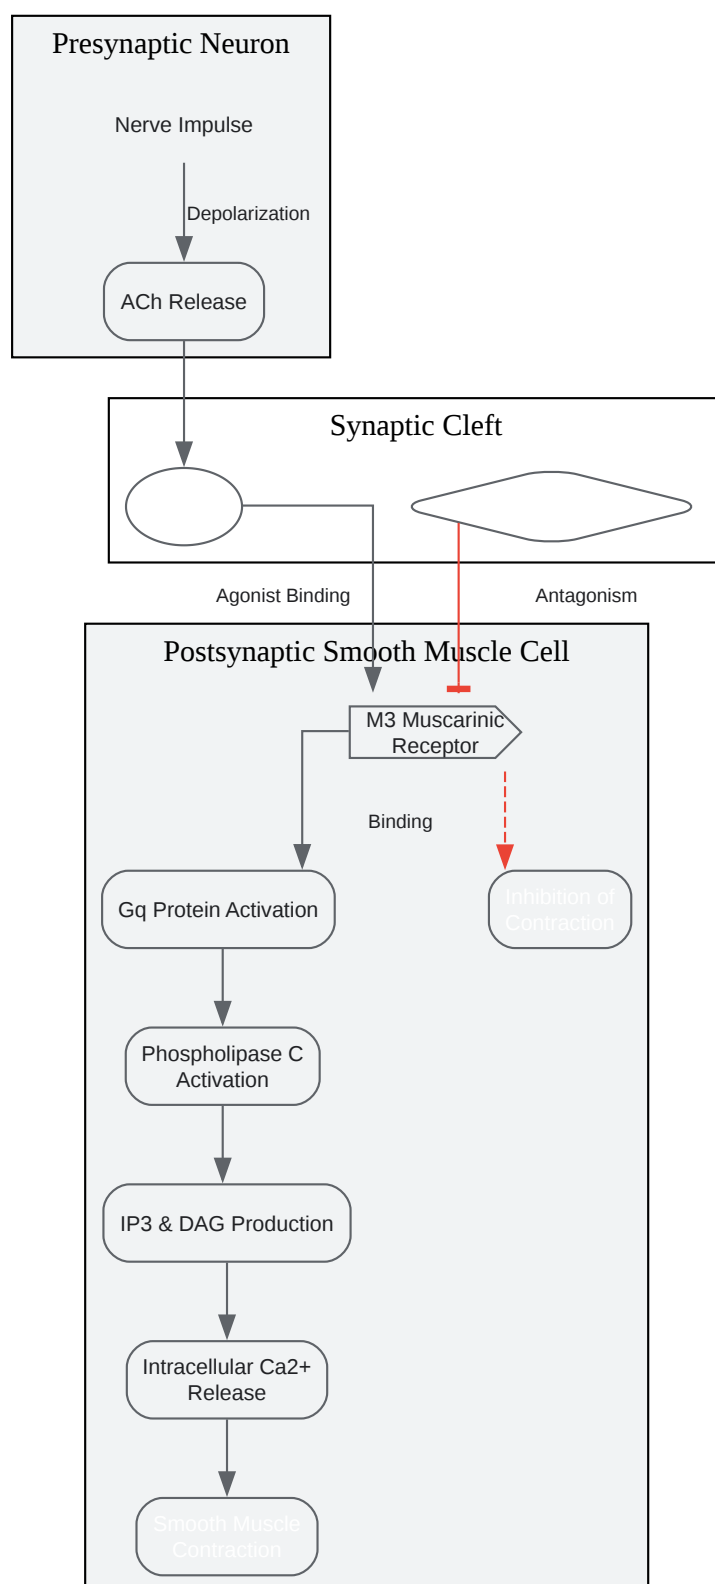 Presynaptic Neuron
Nerve Impulse
Depolarization
ACh Release
Synaptic Cleft
Agonist Binding
Antagonism
Postsynaptic Smooth Muscle Cell
M3 Muscarinic
Receptor
Binding
Gq Protein Activation
Inhibition of
Contraction
Phospholipase C
Activation
IP3 & DAG Production
Intracellular Ca2+
Release
Smooth Muscle
Contraction